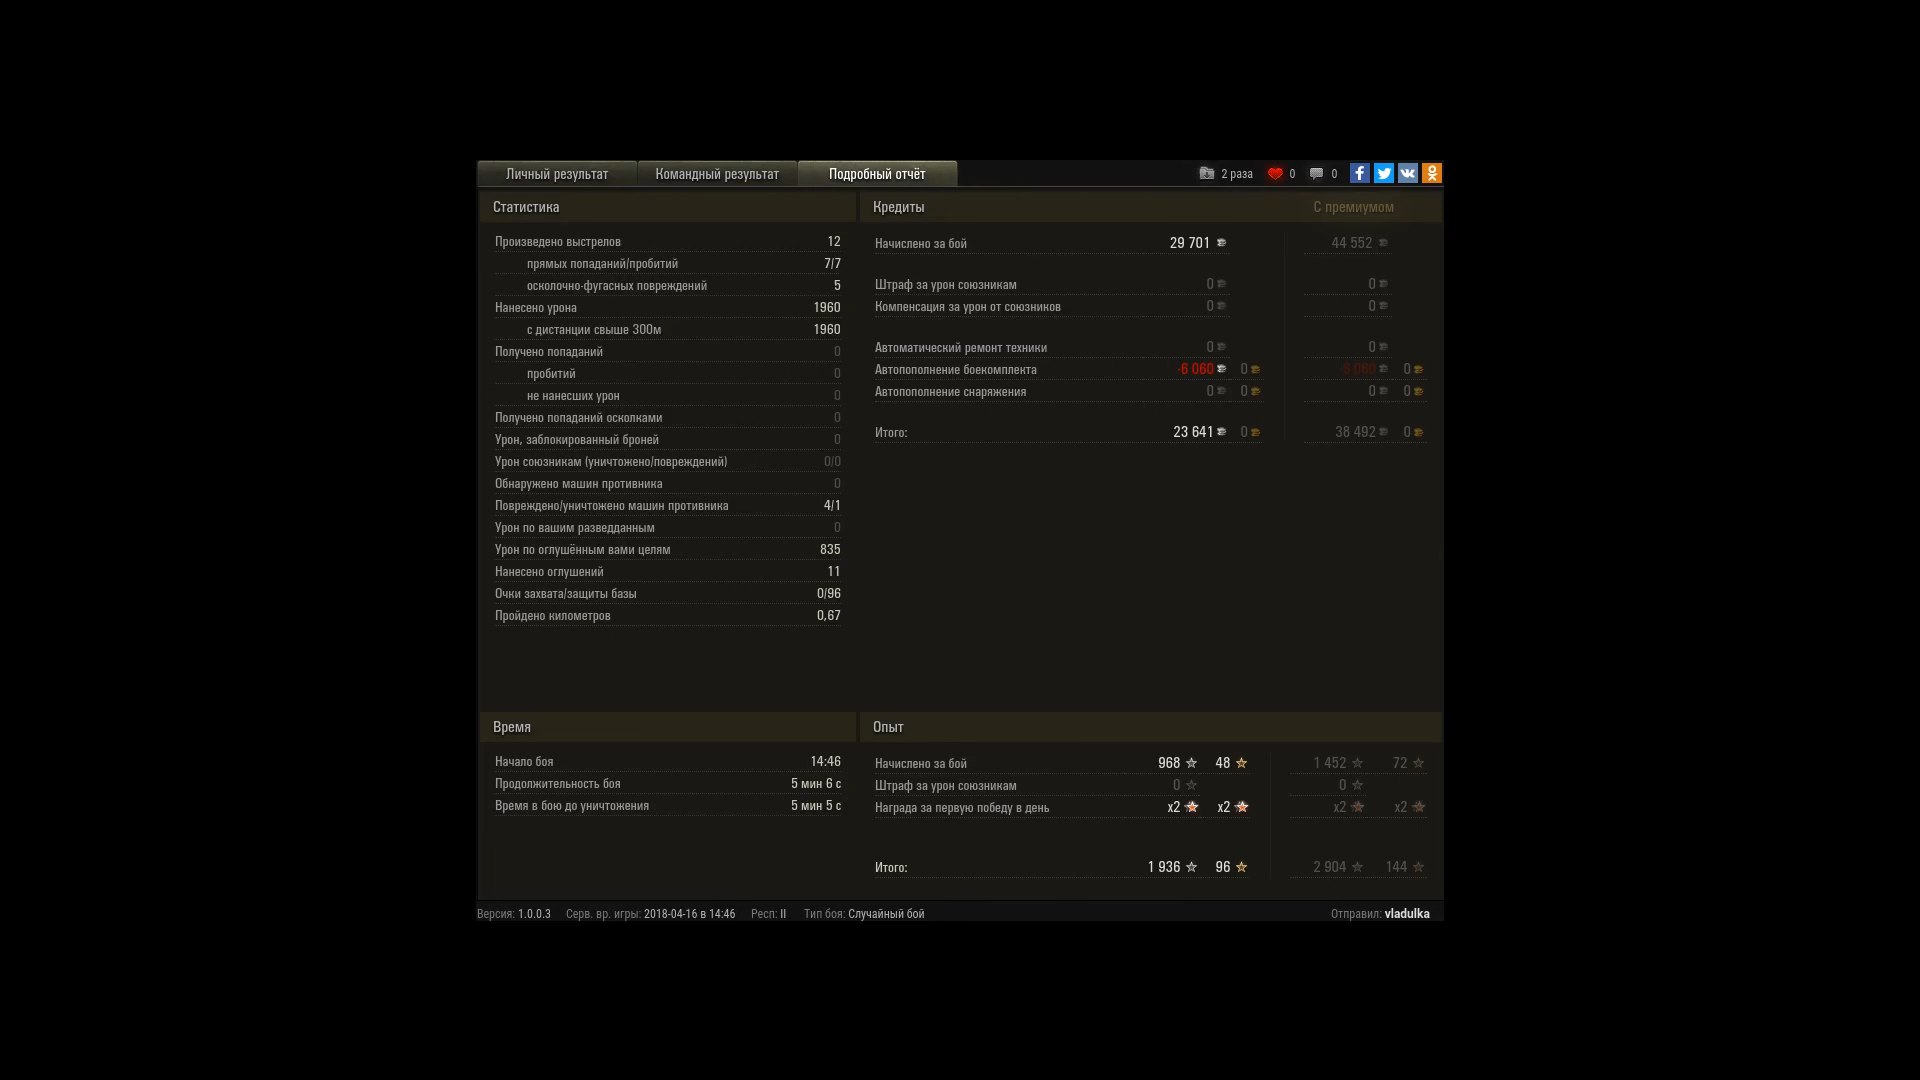 Личный результат Командный результат Подробный отчёт 2 раза 0 0
Статистика
Произведено выстрелов 12
прямых попаданий/пробитий 7/7
осколочно-фугасных повреждений 5
Нанесено урона 1960
с дистанции свыше 300м 1960
Получено попаданий 0
пробитий 0
не нанесших урон 0
Получено попаданий осколками 0
Урон, заблокированный броней 0
Урон союзникам (уничтожено/повреждений) 0/0
Обнаружено машин противника 0
Повреждено/уничтожено машин противника 4/1
Урон по вашим разведданным 0
Урон по оглушённым вами целям 835
Нанесено оглушений 11
Очки захвата/защиты базы 0/96
Пройдено километров 0,67
Кредиты С премиумом
Начислено за бой 29 701 44 552
Штраф за урон союзникам 0 0
Компенсация за урон от союзников 0 0
Автоматический ремонт техники 0 0
Автопополнение боекомплекта -6 060 0 -6 060 0
Автопополнение снаряжения 0 0 0 0
Итого: 23 641 0 38 492 0
Время
Начало боя 14:46
Продолжительность боя 5 мин 6 с
Время в бою до уничтожения 5 мин 5 с
Опыт
Начислено за бой 968 48 1 452 72
Штраф за урон союзникам 0 0
Награда за первую победу в день x2 x2 x2 x2
Итого: 1 936 96 2 904 144
Версия: 1.0.0.3 Серв. вр. игры: 2018-04-16 в 14:46 Респ: II Тип боя: Случайный бой Отправил: vladulka